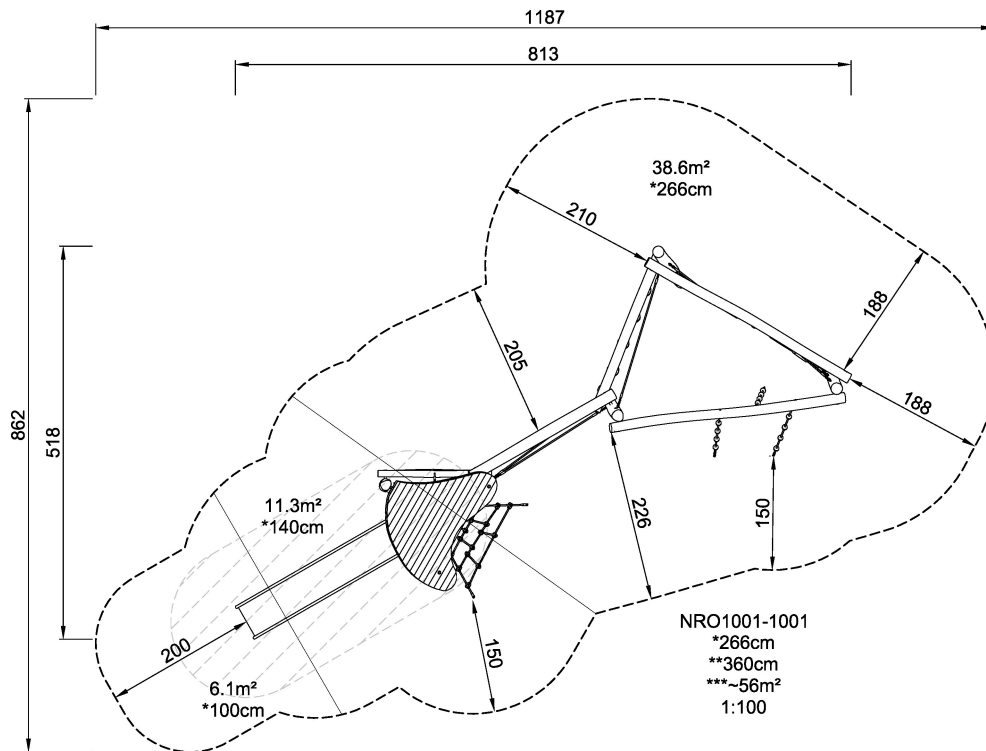 1187
813
38.6m²
*266cm
210
188
205
862
518
188
11.3m²
*140cm
226
150
200
150
NRO1001-1001
*266cm
**360cm
***~56m²
1:100
6.1m²
*100cm